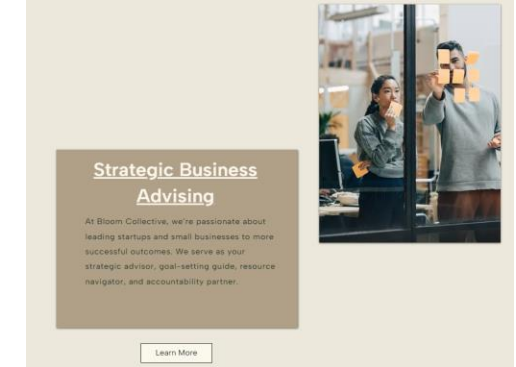 Strategic Business
Advising
At Bloom Collective, we're passionate about
leading startups and small businesses to more
successful outcomes. We serve as your
strategic advisor, goal-setting guide, resource
navigator, and accountability partner.
Learn More